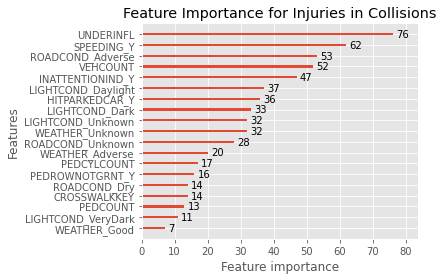 Feature Importance for Injuries in Collisions
UNDERINFL 76
SPEEDING_Y 62
ROADCOND_Adverse 53
VEHCOUNT 52
INATTENTIONIND_Y 47
LIGHTCOND_Daylight 37
HITPARKEDCAR_Y 36
LIGHTCOND_Dark 33
LIGHTCOND_Unknown 32
WEATHER_Unknown 32
ROADCOND_Unknown 28
WEATHER_Adverse 20
PEDCYLCOUNT 17
PEDROWNOTGRNT_Y 16
ROADCOND_Dry 14
CROSSWALKKEY 14
PEDCOUNT 13
LIGHTCOND_VeryDark 11
WEATHER_Good 7
0 10 20 30 40 50 60 70 80
Feature importance
Features